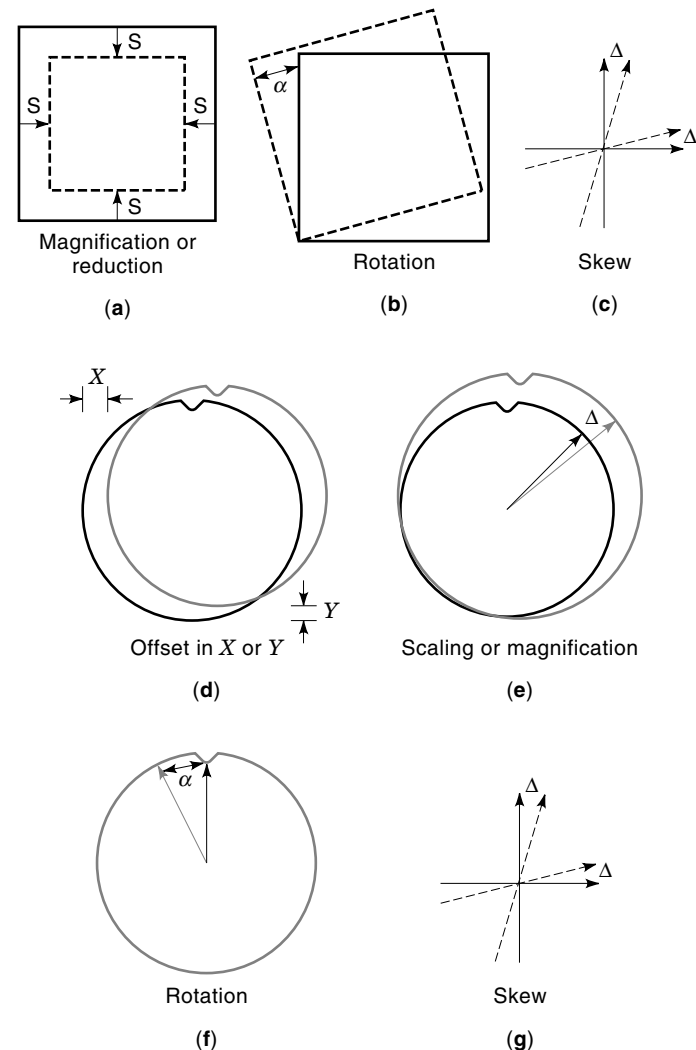 S
S
S
S
Magnification or
reduction
(a)
α
Rotation
(b)
Δ
Δ
Skew
(c)
X
Y
Offset in X or Y
(d)
Δ
Scaling or magnification
(e)
α
Rotation
(f)
Δ
Δ
Skew
(g)